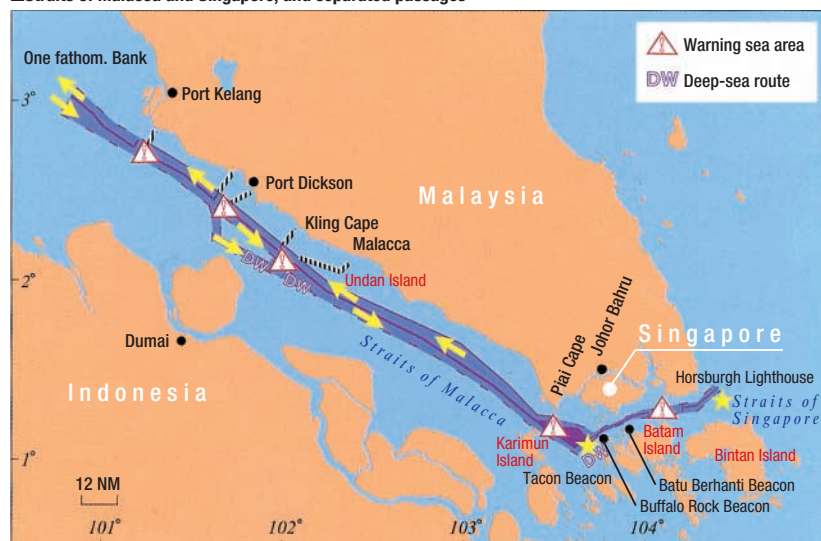 Straits of Malacca and Singapore, and separated passages
One fathom. Bank
Warning sea area
DW Deep-sea route
3°
Port Kelang
Port Dickson
Malaysia
Kling Cape
Malacca
DW
DW
Undan Island
2°
Dumai
Straits of Malacca
Piai Cape
Johor Bahru
Singapore
Indonesia
Horsburgh Lighthouse
Straits of
Singapore
Karimun
Island
Batam
Island
Bintan Island
1°
DW
Tacon Beacon
12 NM
Batu Berhanti Beacon
Buffalo Rock Beacon
101°
102°
103°
104°